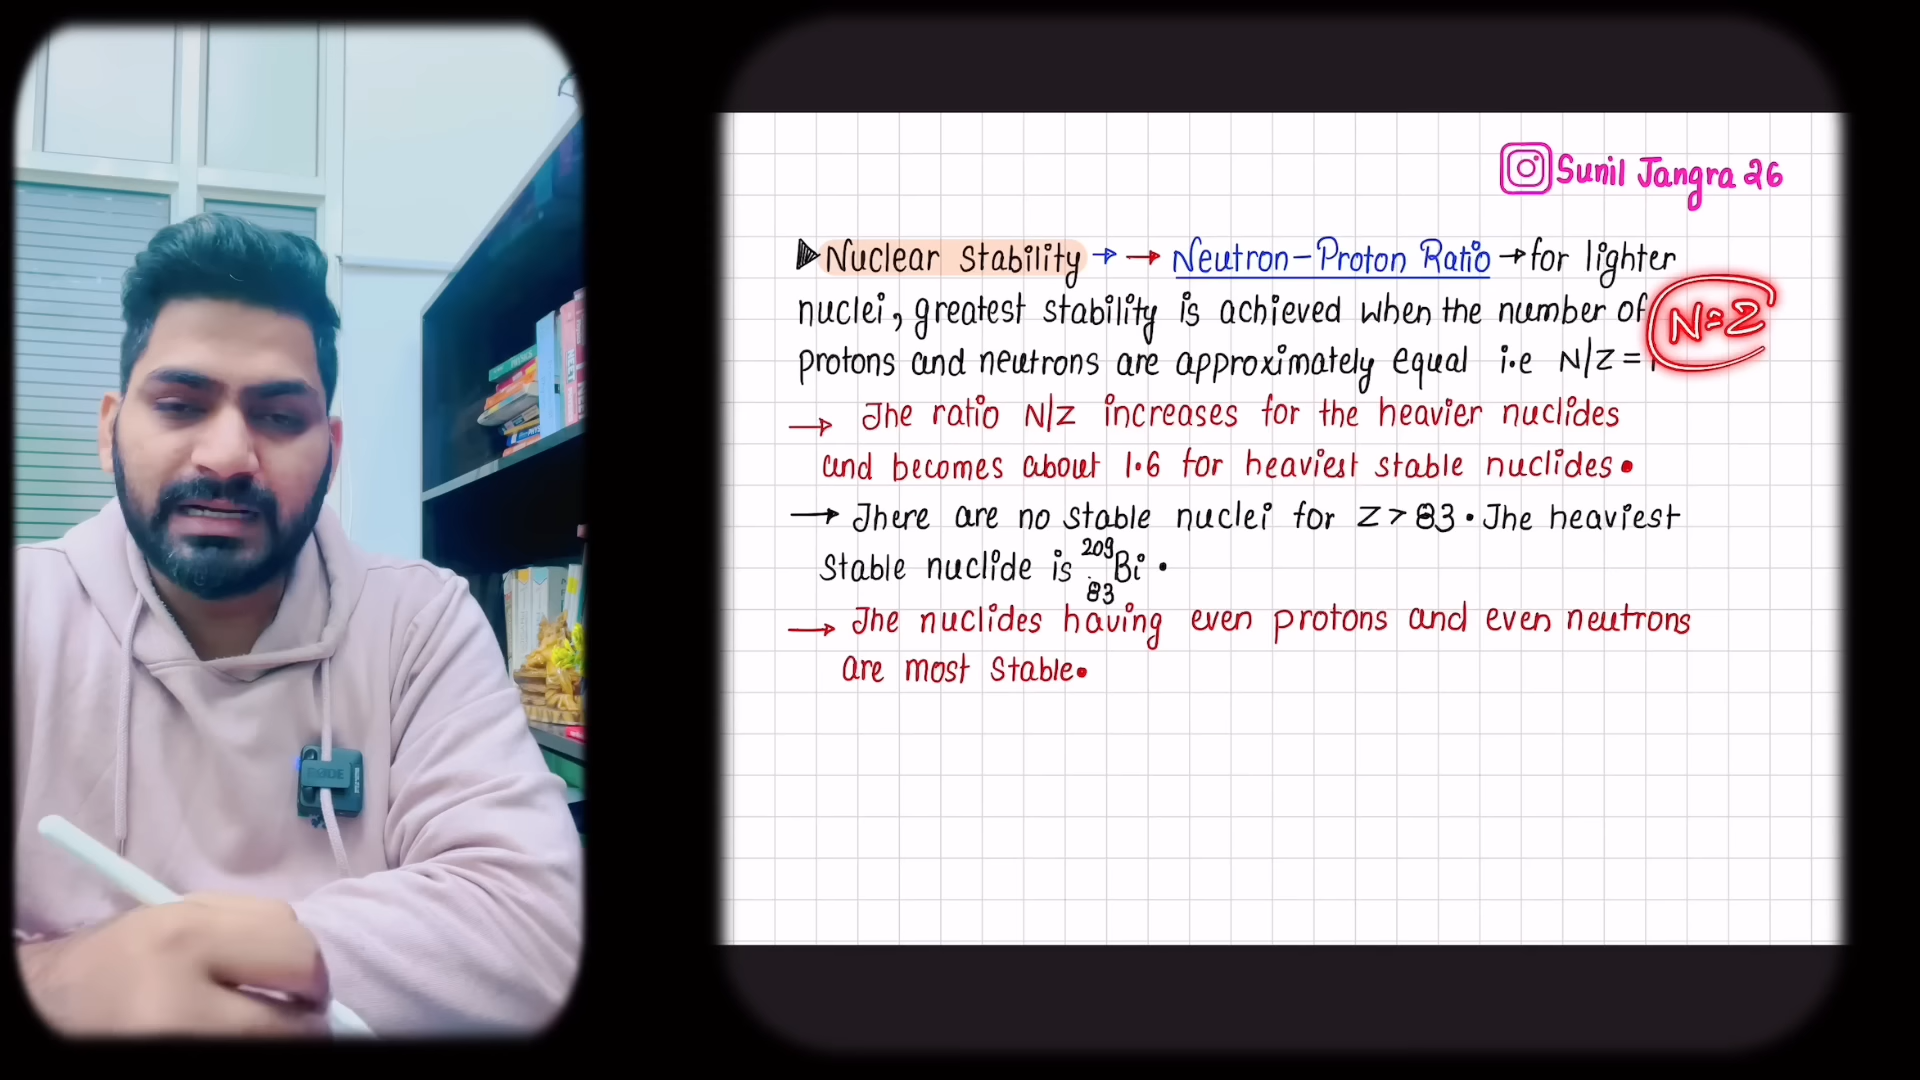 Sunil Jangra 26
Nuclear Stability → → Neutron-Proton Ratio → for lighter
nuclei, greatest stability is achieved when the number of
N=Z
protons and neutrons are approximately equal i.e N/Z =
→ The ratio N/Z increases for the heavier nuclides
and becomes about 1.6 for heaviest stable nuclides.
→ There are no stable nuclei for Z > 83. The heaviest
stable nuclide is ²⁰⁹₈₃Bi.
→ The nuclides having even protons and even neutrons
are most stable.
RODE